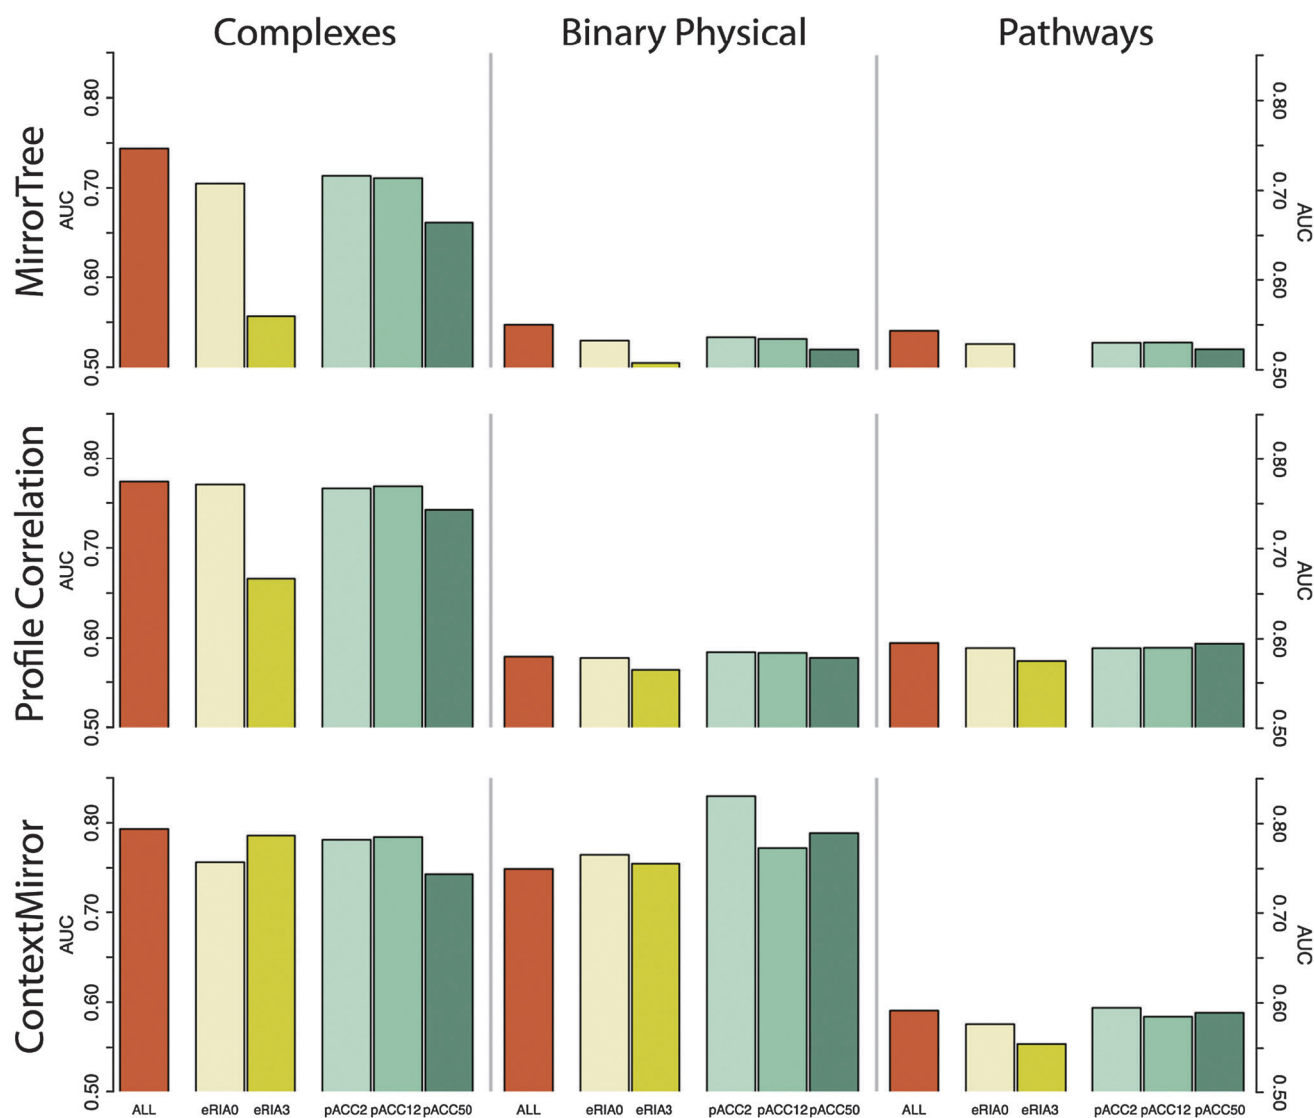 Complexes Binary Physical Pathways
MirrorTree
AUC
0.80
0.70
0.60
0.50
0.80
0.70
0.60
0.50
AUC
Profile Correlation
AUC
0.80
0.70
0.60
0.50
0.80
0.70
0.60
0.50
AUC
ContextMirror
AUC
0.80
0.70
0.60
0.50
0.80
0.70
0.60
0.50
AUC
ALL eRIA0 eRIA3 pACC2 pACC12 pACC50 ALL eRIA0 eRIA3 pACC2 pACC12 pACC50 ALL eRIA0 eRIA3 pACC2 pACC12 pACC50